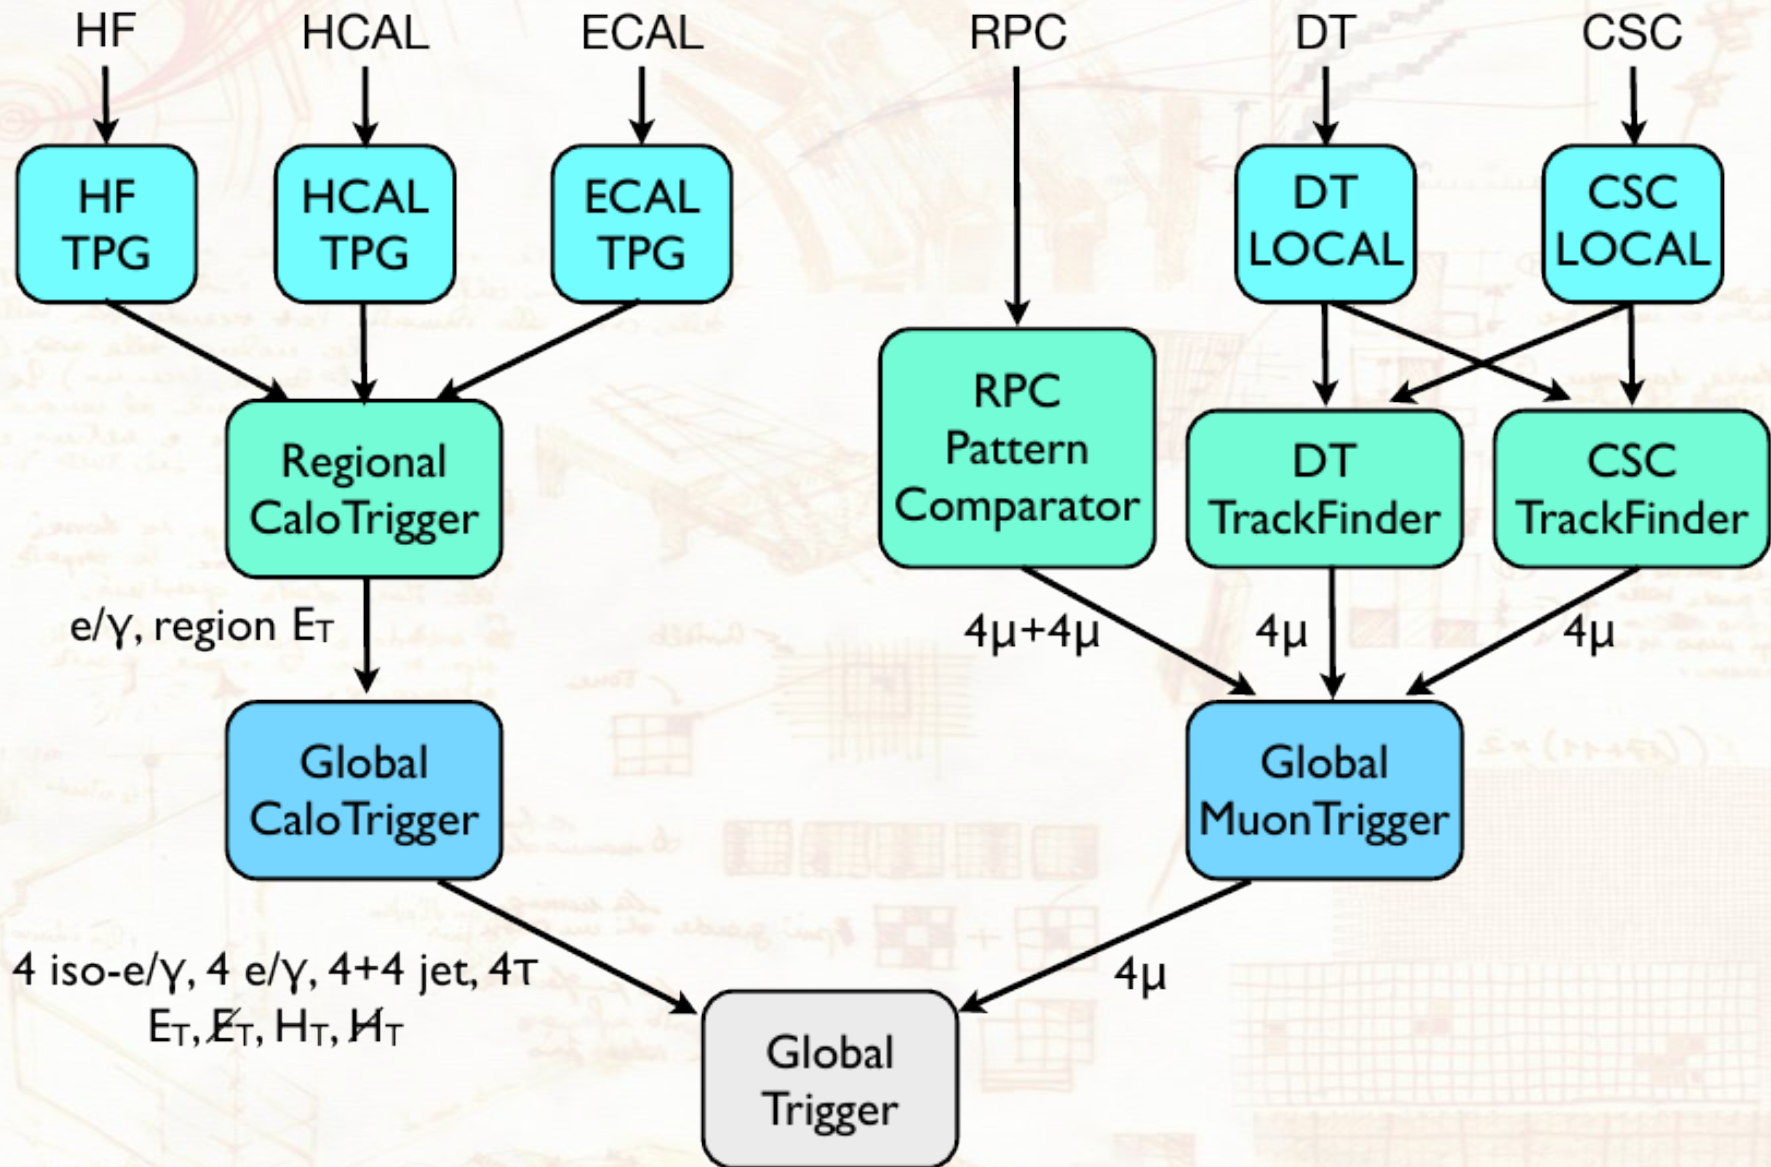 HF HCAL ECAL RPC DT CSC
HF
TPG
HCAL
TPG
ECAL
TPG
DT
LOCAL
CSC
LOCAL
RPC
Pattern
Comparator
Regional
CaloTrigger
DT
TrackFinder
CSC
TrackFinder
e/γ, region ET
4μ+4μ
4μ
4μ
Global
CaloTrigger
Global
MuonTrigger
4 iso-e/γ, 4 e/γ, 4+4 jet, 4τ
ET, E̸T, HT, H̸T
4μ
Global
Trigger